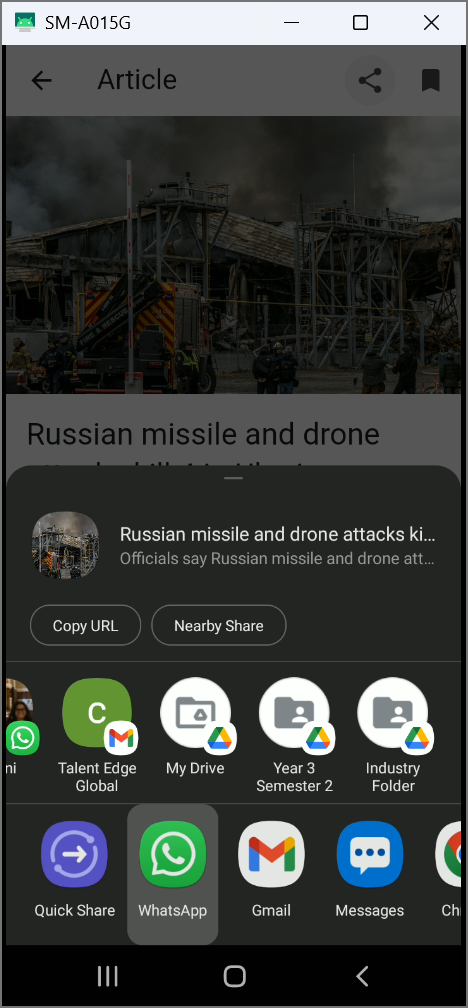 SM-A015G
Article
Russian missile and drone
Russian missile and drone attacks ki...
Officials say Russian missile and drone att...
Copy URL
Nearby Share
ni
C
Talent Edge
Global
My Drive
Year 3
Semester 2
Industry
Folder
Quick Share
WhatsApp
Gmail
Messages
Chr